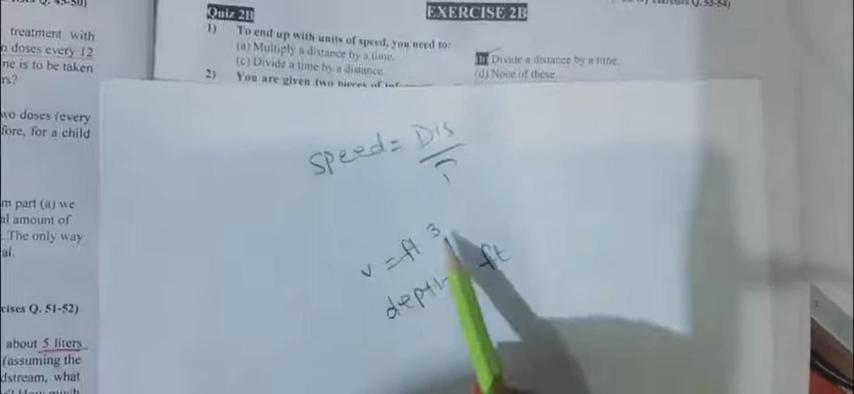 Quiz 2B
EXERCISE 2B
treatment with
doses every 12
ne is to be taken
rs?
wo doses (every
fore, for a child
m part (a) we
al amount of
The only way
al.
cises Q. 51-52)
about 5 liters
(assuming the
dstream, what
1) To end up with units of speed, you need to:
(a) Multiply a distance by a time.
(b) Divide a distance by a time.
(c) Divide a time by a distance.
(d) None of these
2) You are given two pieces of
speed = Dis
T
v = ft 3
depth ft